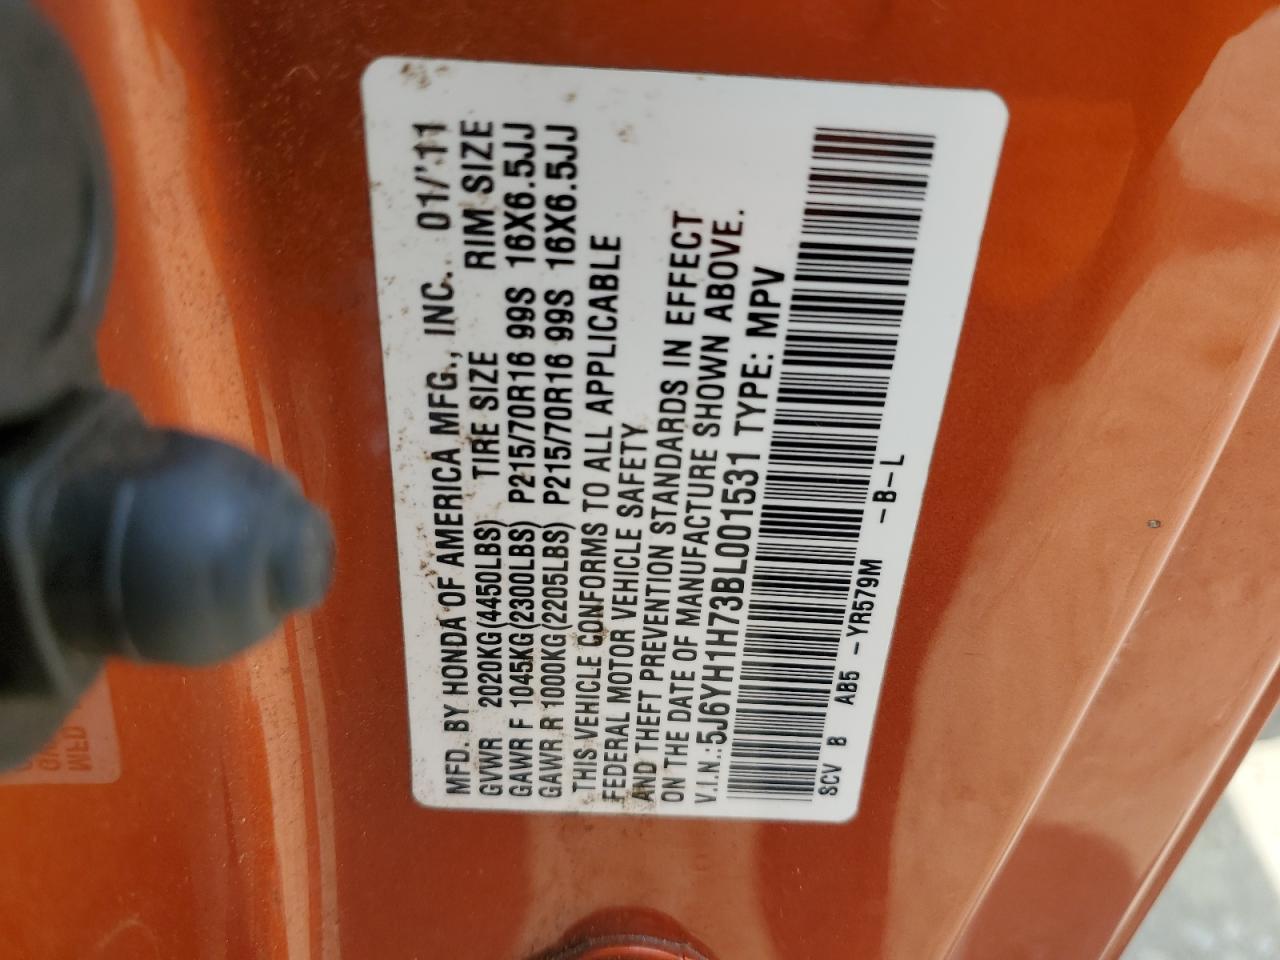 MFD. BY HONDA OF AMERICA MFG., INC. 01/'11
GVWR 2020KG(4450LBS) TIRE SIZE RIM SIZE
GAWR F 1045KG(2300LBS) P215/70R16 99S 16X6.5JJ
GAWR R 1000KG(2205LBS) P215/70R16 99S 16X6.5JJ
THIS VEHICLE CONFORMS TO ALL APPLICABLE
FEDERAL MOTOR VEHICLE SAFETY
AND THEFT PREVENTION STANDARDS IN EFFECT
ON THE DATE OF MANUFACTURE SHOWN ABOVE.
V.I.N.:5J6YH1H73BL001531 TYPE: MPV
SCV B AB5 -YR579M -B-L
MFD